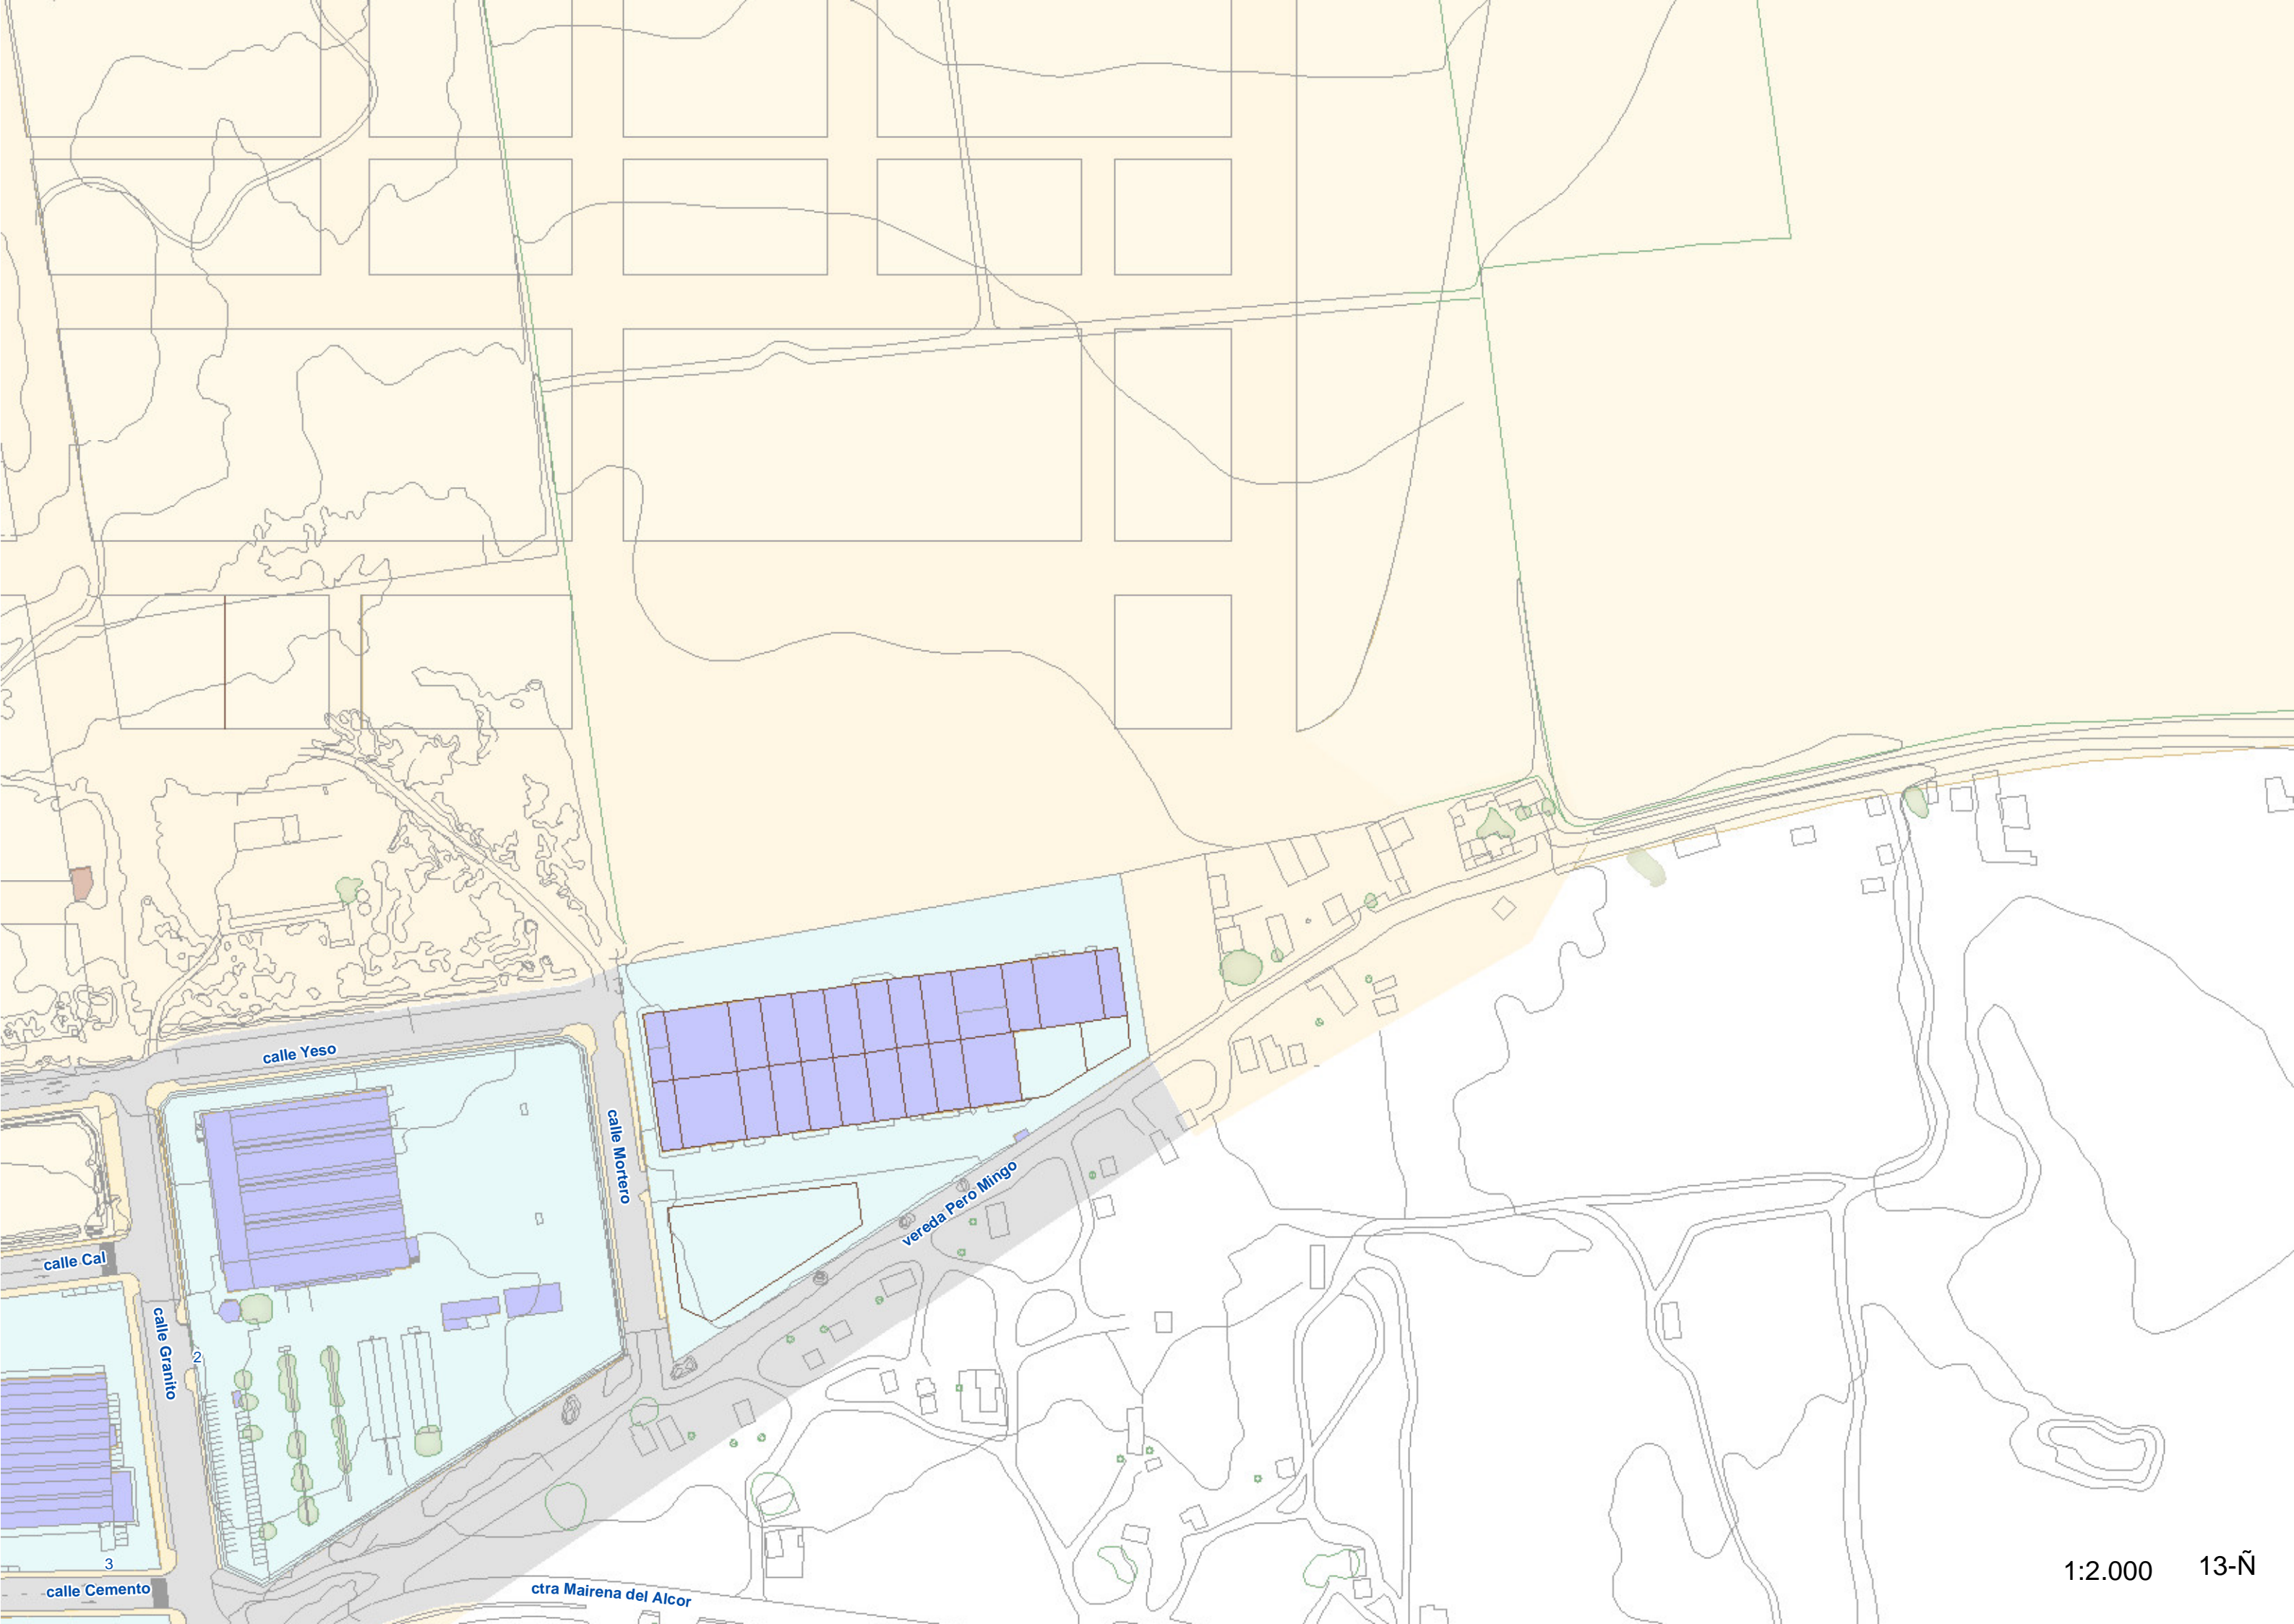 calle Yeso
calle Mortero
vereda Pero Mingo
calle Cal
calle Granito
2
3
calle Cemento
ctra Mairena del Alcor
1:2.000
13-Ñ